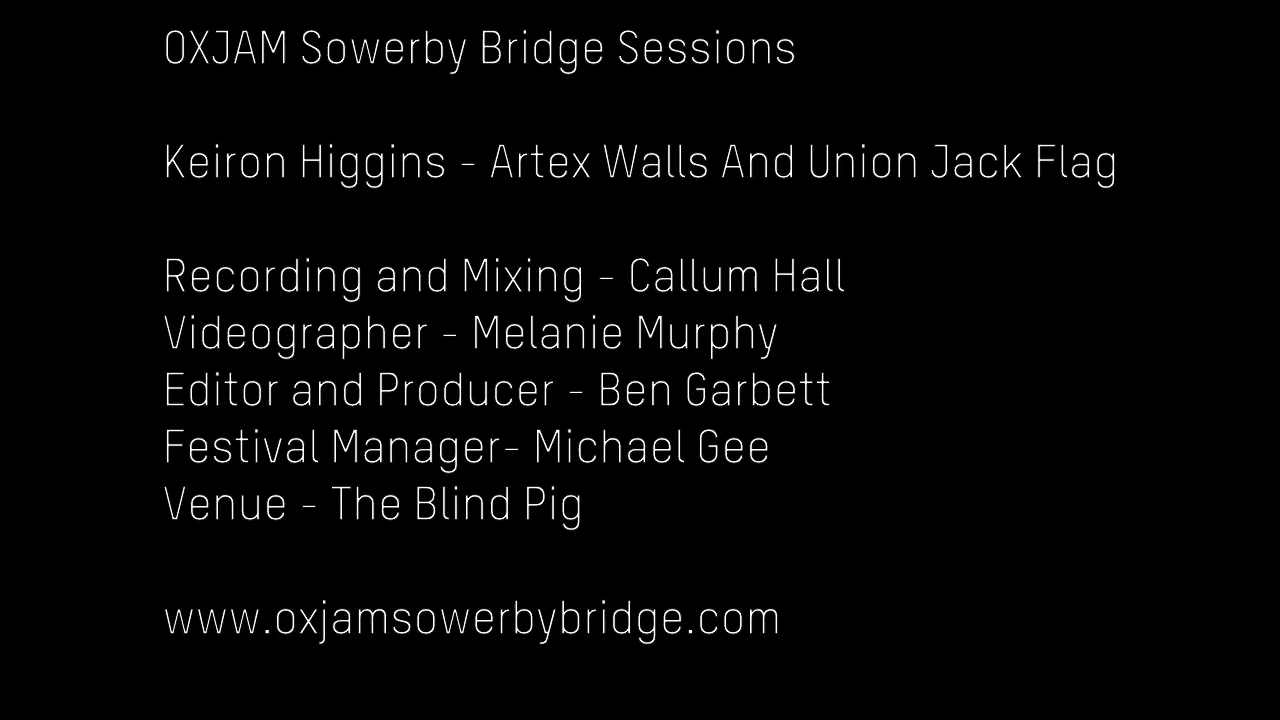 OXJAM Sowerby Bridge Sessions
Keiron Higgins - Artex Walls And Union Jack Flag
Recording and Mixing - Callum Hall
Videographer - Melanie Murphy
Editor and Producer - Ben Garbett
Festival Manager- Michael Gee
Venue - The Blind Pig
www.oxjamsowerbybridge.com